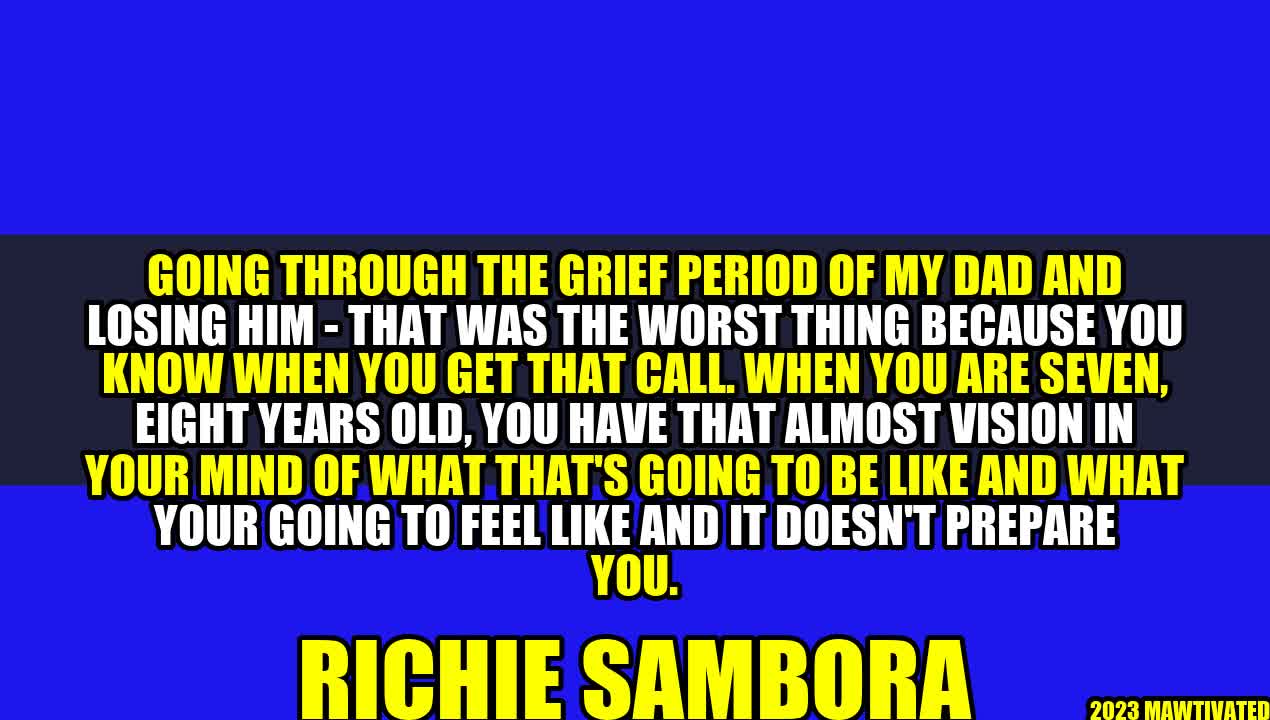 GOING THROUGH THE GRIEF PERIOD OF MY DAD AND
LOSING HIM - THAT WAS THE WORST THING BECAUSE YOU
KNOW WHEN YOU GET THAT CALL. WHEN YOU ARE SEVEN,
EIGHT YEARS OLD, YOU HAVE THAT ALMOST VISION IN
YOUR MIND OF WHAT THAT'S GOING TO BE LIKE AND WHAT
YOUR GOING TO FEEL LIKE AND IT DOESN'T PREPARE
YOU.
RICHIE SAMBORA
2023 MAWTIVATED